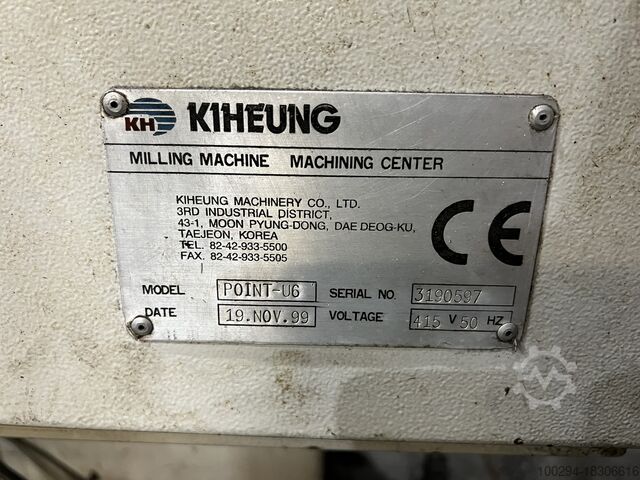 KH KIHEUNG
MILLING MACHINE MACHINING CENTER
KIHEUNG MACHINERY CO., LTD.
3RD INDUSTRIAL DISTRICT,
43-1, MOON PYUNG-DONG, DAE DEOG-KU,
TAEJEON, KOREA
TEL. 82-42-933-5500
FAX. 82-42-933-5505
CE
MODEL POINT-U6 SERIAL NO. 3190597
DATE 19.NOV.99 VOLTAGE 415 V 50 HZ
100294-18306616